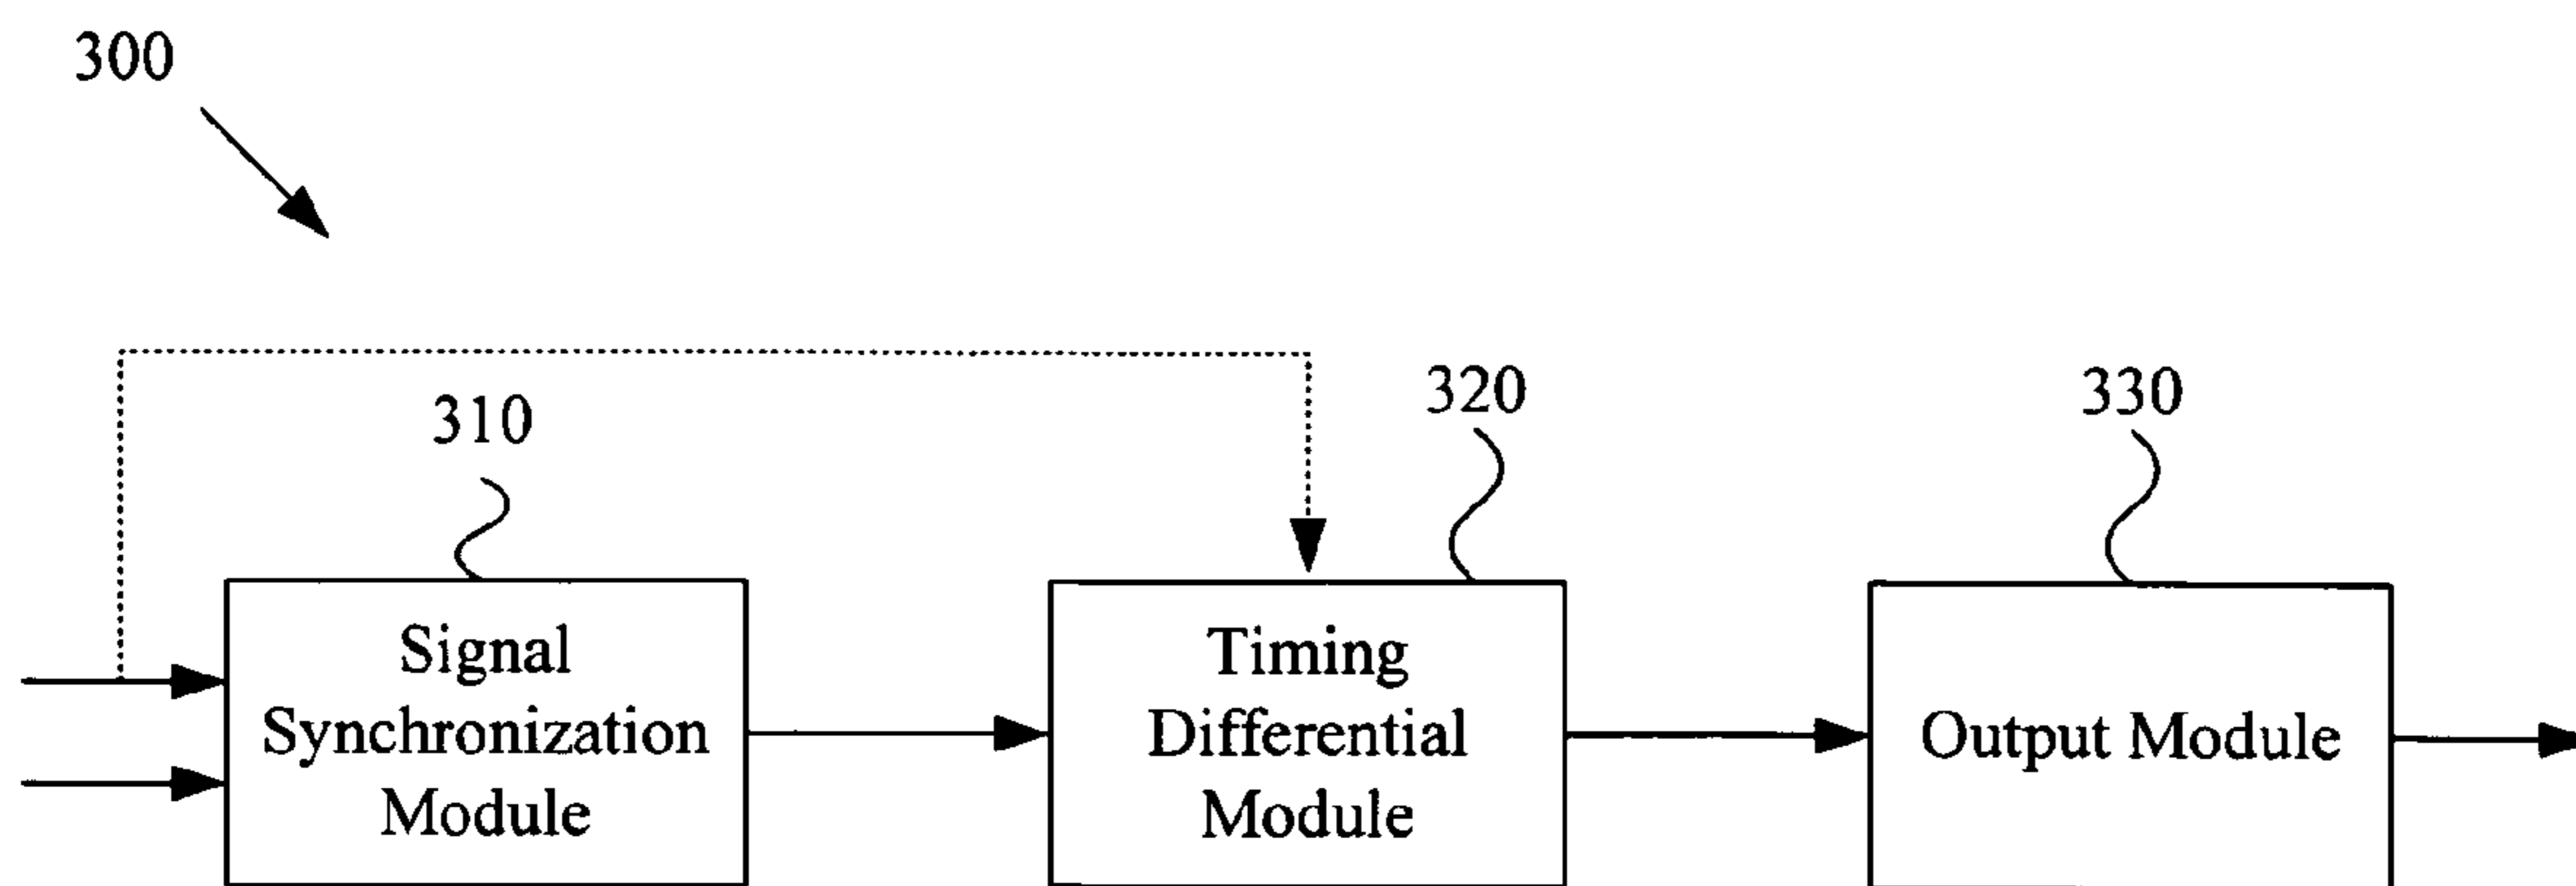 300
310
320
330
Signal
Synchronization
Module
Timing
Differential
Module
Output Module